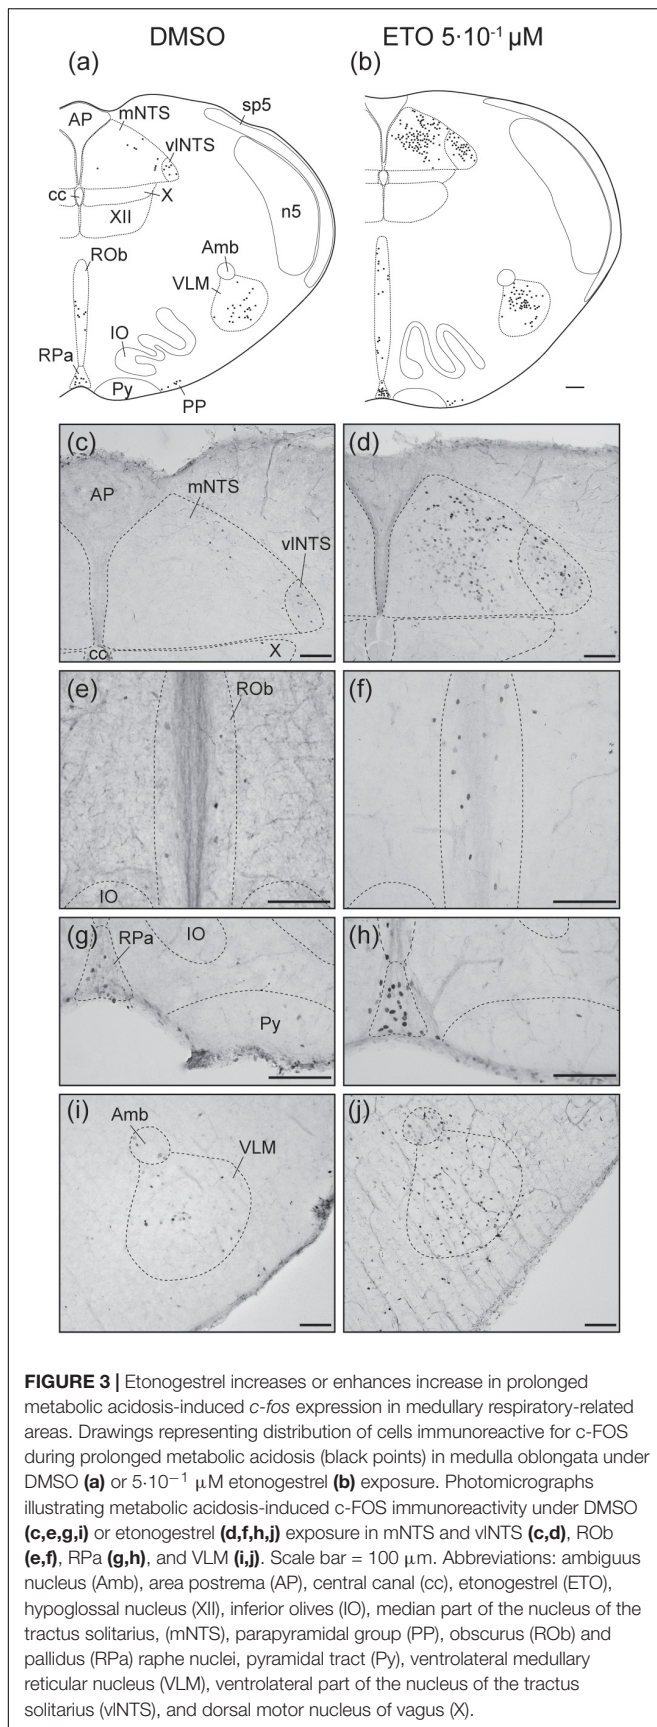 DMSO
ETO 5·10⁻¹ µM
(a)
(b)
AP
mNTS
sp5
vlNTS
cc
X
XII
n5
ROb
Amb
VLM
IO
RPa
Py
PP
(c)
(d)
AP
mNTS
vlNTS
cc
X
(e)
ROb
(f)
IO
(g)
RPa
IO
(h)
Py
(i)
Amb
VLM
(j)
FIGURE 3 | Etonogestrel increases or enhances increase in prolonged
metabolic acidosis-induced c-fos expression in medullary respiratory-related
areas. Drawings representing distribution of cells immunoreactive for c-FOS
during prolonged metabolic acidosis (black points) in medulla oblongata under
DMSO (a) or 5·10⁻¹ µM etonogestrel (b) exposure. Photomicrographs
illustrating metabolic acidosis-induced c-FOS immunoreactivity under DMSO
(c,e,g,i) or etonogestrel (d,f,h,j) exposure in mNTS and vlNTS (c,d), ROb
(e,f), RPa (g,h), and VLM (i,j). Scale bar = 100 µm. Abbreviations: ambiguus
nucleus (Amb), area postrema (AP), central canal (cc), etonogestrel (ETO),
hypoglossal nucleus (XII), inferior olives (IO), median part of the nucleus of the
tractus solitarius, (mNTS), parapyramidal group (PP), obscurus (ROb) and
pallidus (RPa) raphe nuclei, pyramidal tract (Py), ventrolateral medullary
reticular nucleus (VLM), ventrolateral part of the nucleus of the tractus
solitarius (vlNTS), and dorsal motor nucleus of vagus (X).